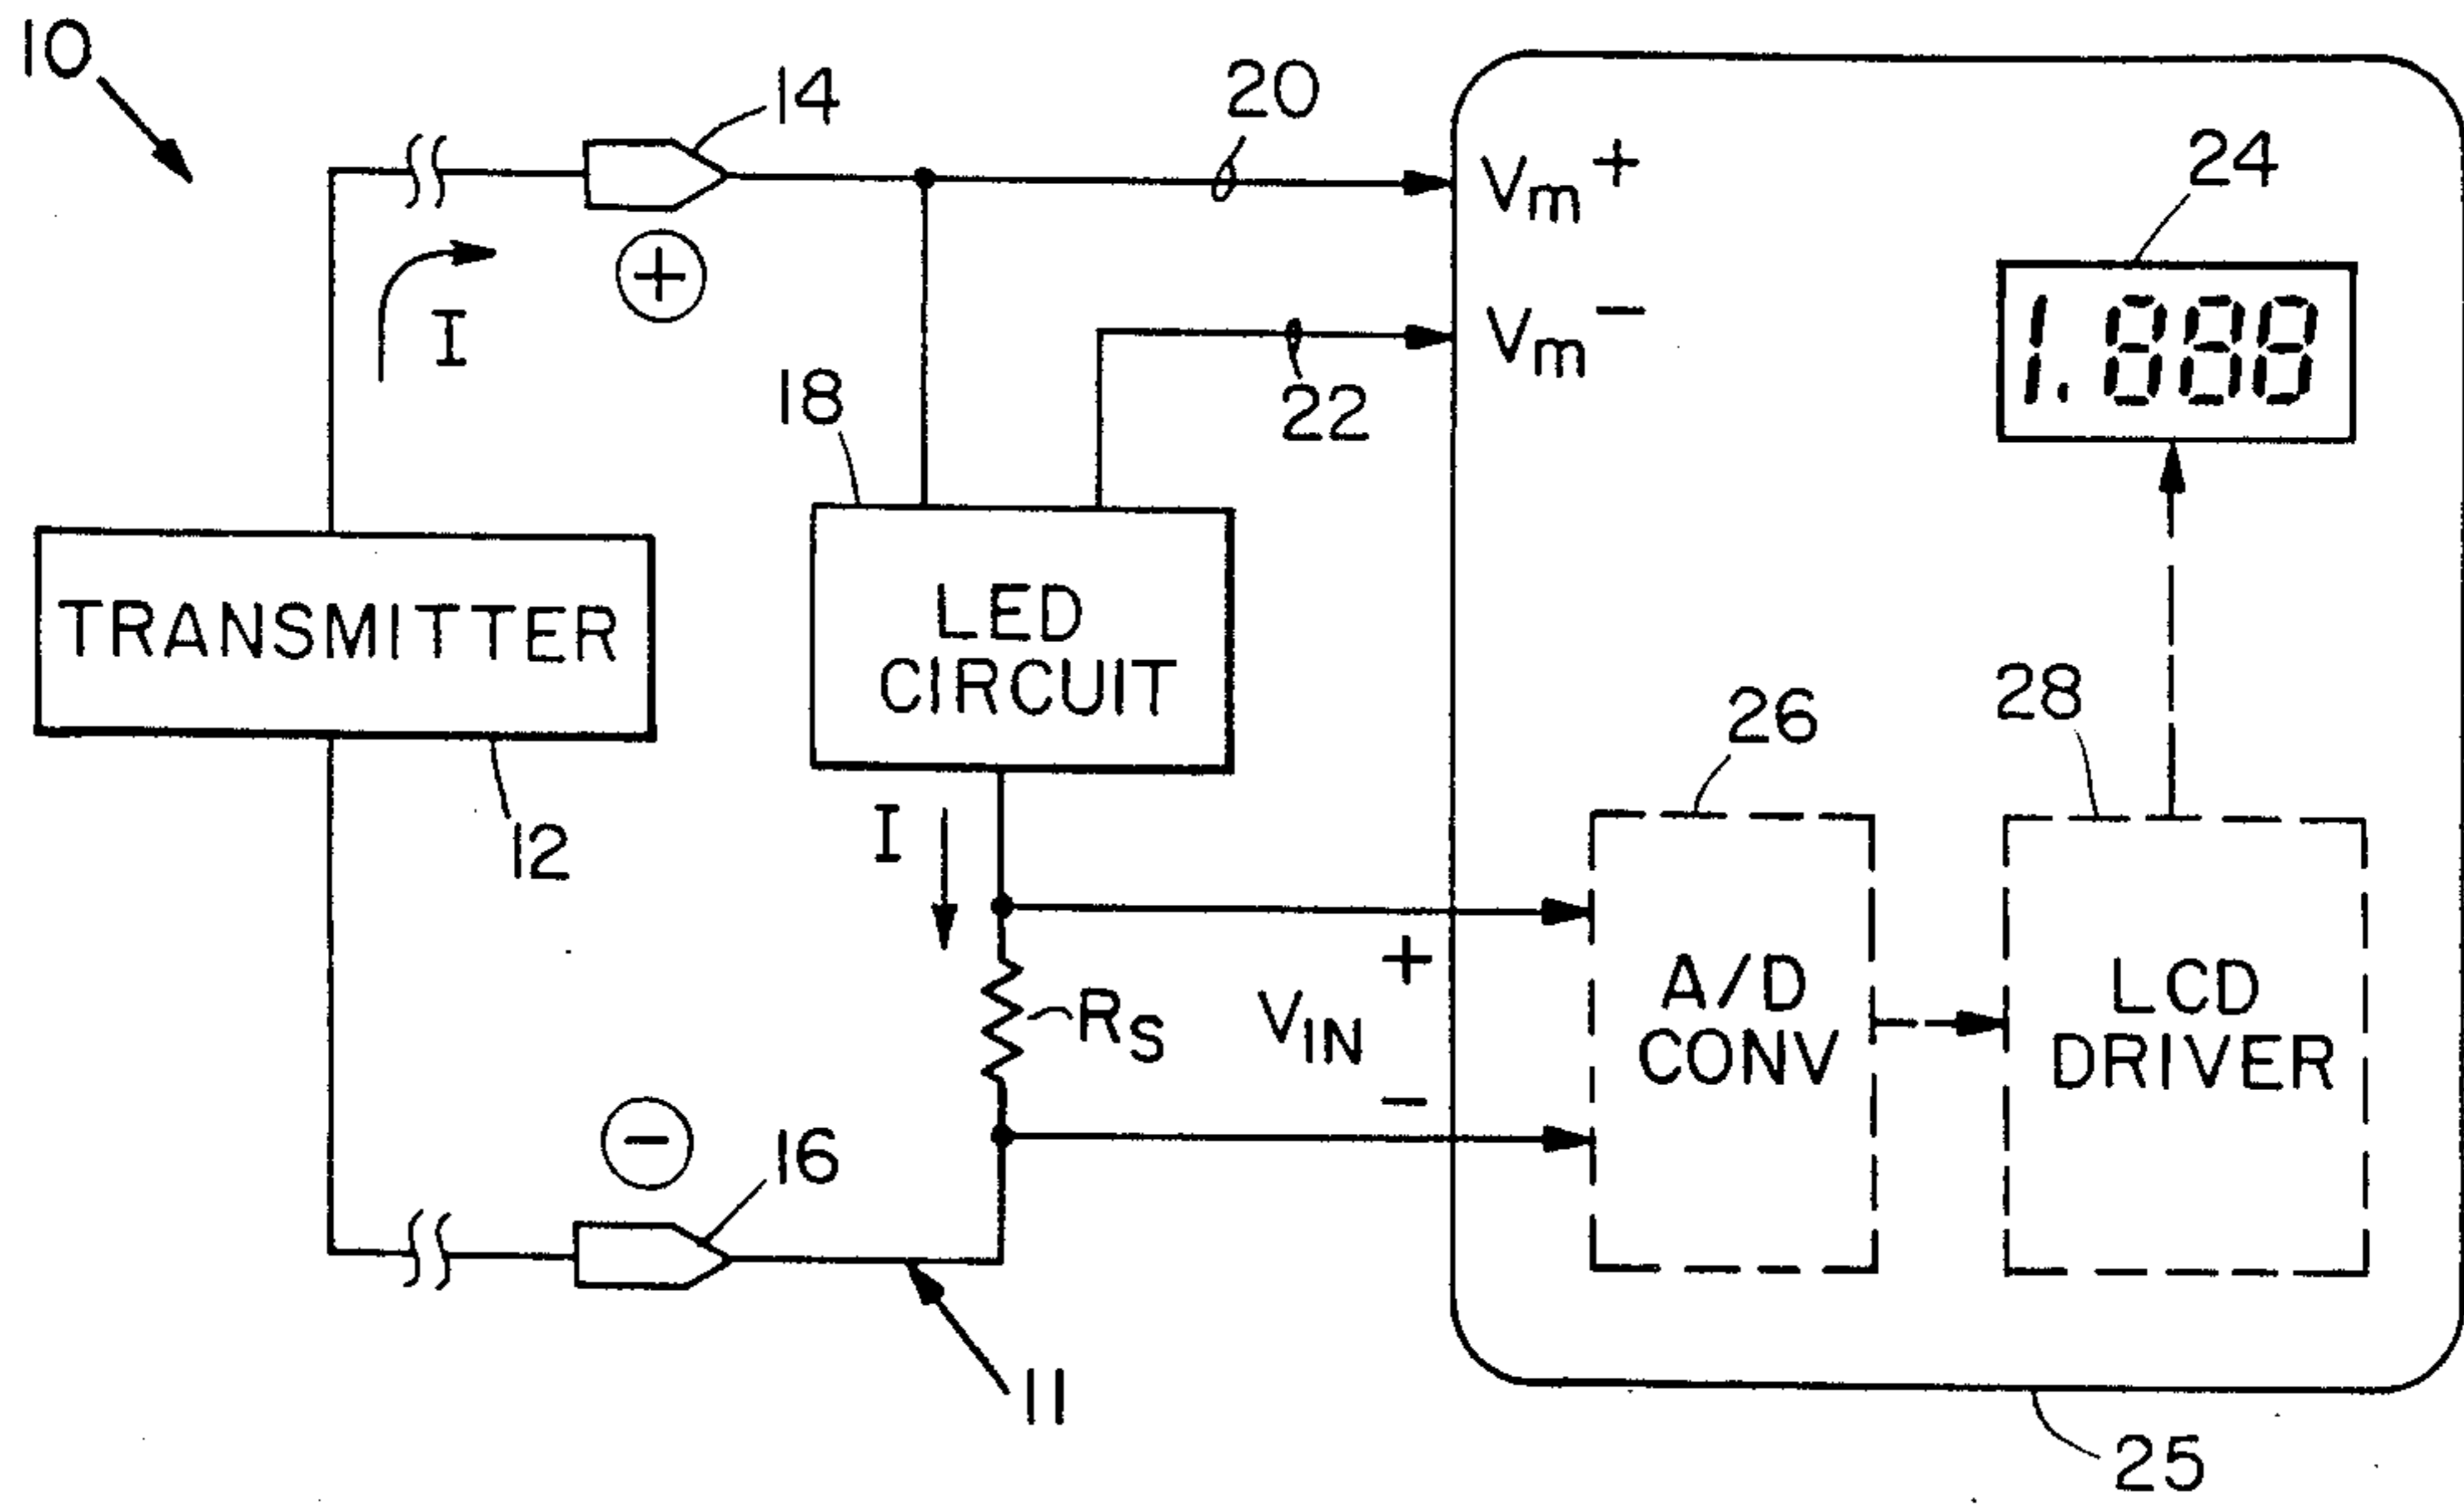 10
14
20
24
Vm+
Vm-
1.888
I
18
22
TRANSMITTER
LED
CIRCUIT
12
26
28
I
A/D
CONV
LCD
DRIVER
RS
VIN
+
-
+
-
16
11
25